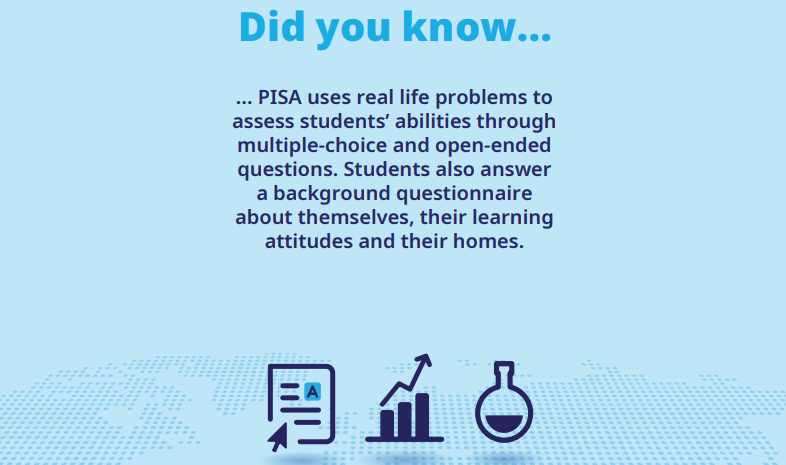 Did you know...
... PISA uses real life problems to
assess students’ abilities through
multiple-choice and open-ended
questions. Students also answer
a background questionnaire
about themselves, their learning
attitudes and their homes.
A